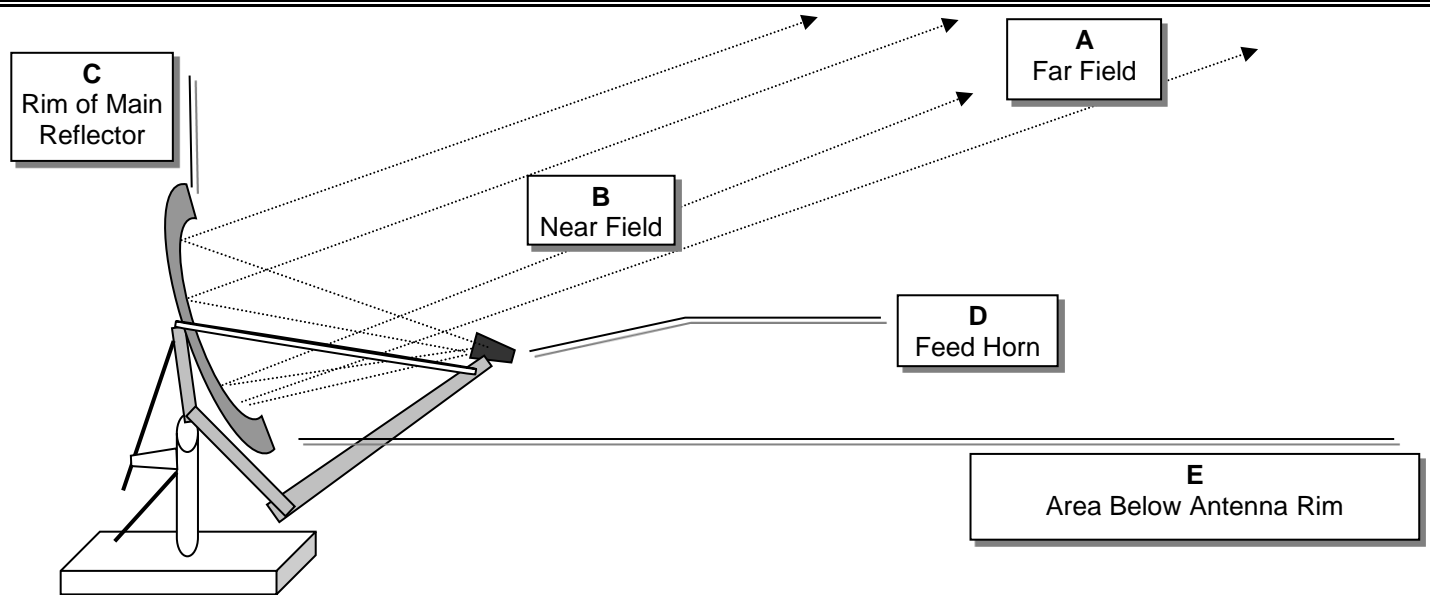 A
Far Field
C
Rim of Main
Reflector
B
Near Field
D
Feed Horn
E
Area Below Antenna Rim